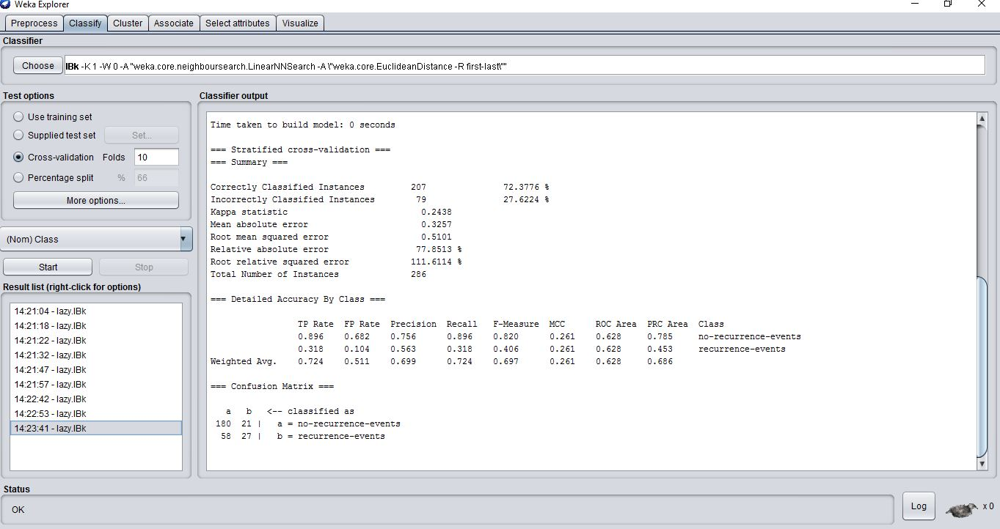 Weka Explorer
Preprocess Classify Cluster Associate Select attributes Visualize
Classifier
Choose IBk -K 1 -W 0 -A "weka.core.neighboursearch.LinearNNSearch -A \"weka.core.EuclideanDistance -R first-last\""
Test options
Use training set
Supplied test set Set...
Cross-validation Folds 10
Percentage split % 66
More options...
(Nom) Class
Start Stop
Result list (right-click for options)
14:21:04 - lazy.IBk
14:21:18 - lazy.IBk
14:21:22 - lazy.IBk
14:21:32 - lazy.IBk
14:21:47 - lazy.IBk
14:21:57 - lazy.IBk
14:22:42 - lazy.IBk
14:22:53 - lazy.IBk
14:23:41 - lazy.IBk
Classifier output
Time taken to build model: 0 seconds
=== Stratified cross-validation ===
=== Summary ===
Correctly Classified Instances 207 72.3776 %
Incorrectly Classified Instances 79 27.6224 %
Kappa statistic 0.2438
Mean absolute error 0.3257
Root mean squared error 0.5101
Relative absolute error 77.8513 %
Root relative squared error 111.6114 %
Total Number of Instances 286
=== Detailed Accuracy By Class ===
TP Rate FP Rate Precision Recall F-Measure MCC ROC Area PRC Area Class
0.896 0.682 0.756 0.896 0.820 0.261 0.628 0.785 no-recurrence-events
0.318 0.104 0.563 0.318 0.406 0.261 0.628 0.453 recurrence-events
Weighted Avg. 0.724 0.511 0.699 0.724 0.697 0.261 0.628 0.686
=== Confusion Matrix ===
a b <-- classified as
180 21 | a = no-recurrence-events
58 27 | b = recurrence-events
Status
OK
Log x 0